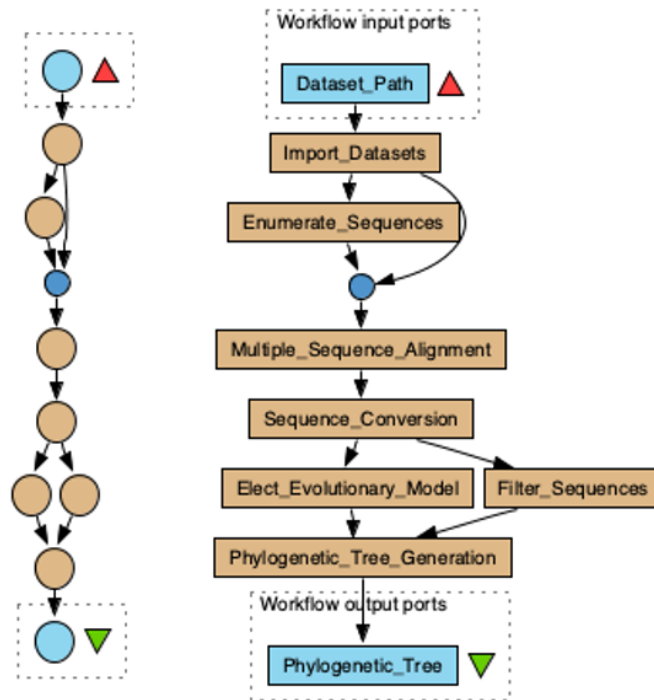 Workflow input ports
Dataset_Path
Import_Datasets
Enumerate_Sequences
Multiple_Sequence_Alignment
Sequence_Conversion
Elect_Evolutionary_Model
Filter_Sequences
Phylogenetic_Tree_Generation
Workflow output ports
Phylogenetic_Tree